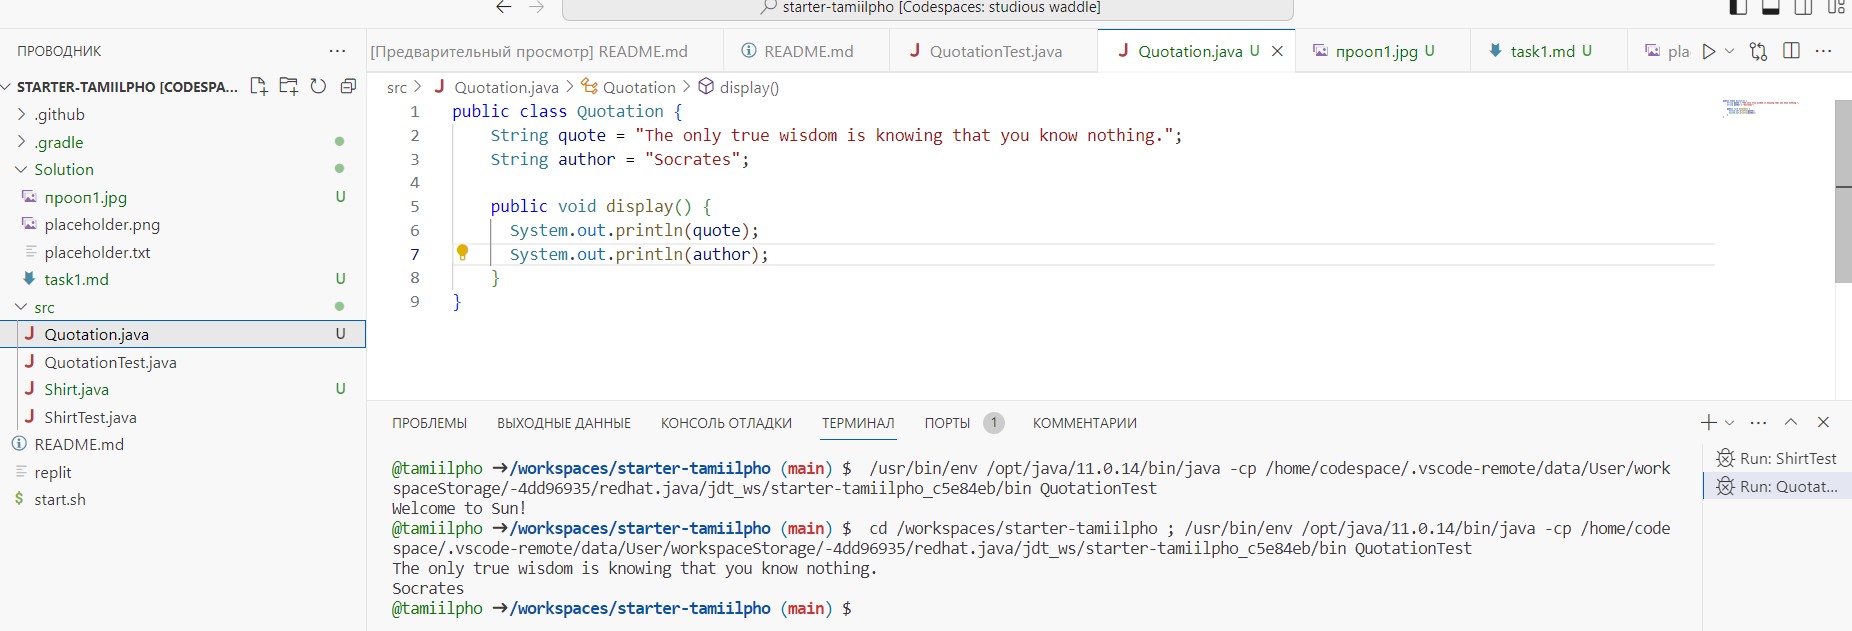 starter-tamiilpho [Codespaces: studious waddle]
ПРОВОДНИК
[Предварительный просмотр] README.md
README.md
QuotationTest.java
Quotation.java U
прооп1.jpg U
task1.md U
pla
STARTER-TAMIILPHO [CODESPA...
.github
.gradle
Solution
прооп1.jpg U
placeholder.png
placeholder.txt
task1.md U
src
Quotation.java U
QuotationTest.java
Shirt.java U
ShirtTest.java
README.md
replit
start.sh
src > Quotation.java > Quotation > display()
1 public class Quotation {
2 String quote = "The only true wisdom is knowing that you know nothing.";
3 String author = "Socrates";
4
5 public void display() {
6 System.out.println(quote);
7 System.out.println(author);
8 }
9 }
ПРОБЛЕМЫ ВЫХОДНЫЕ ДАННЫЕ КОНСОЛЬ ОТЛАДКИ ТЕРМИНАЛ ПОРТЫ 1 КОММЕНТАРИИ
@tamiilpho →/workspaces/starter-tamiilpho (main) $ /usr/bin/env /opt/java/11.0.14/bin/java -cp /home/codespace/.vscode-remote/data/User/work
spaceStorage/-4dd96935/redhat.java/jdt_ws/starter-tamiilpho_c5e84eb/bin QuotationTest
Welcome to Sun!
@tamiilpho →/workspaces/starter-tamiilpho (main) $ cd /workspaces/starter-tamiilpho ; /usr/bin/env /opt/java/11.0.14/bin/java -cp /home/code
space/.vscode-remote/data/User/workspaceStorage/-4dd96935/redhat.java/jdt_ws/starter-tamiilpho_c5e84eb/bin QuotationTest
The only true wisdom is knowing that you know nothing.
Socrates
@tamiilpho →/workspaces/starter-tamiilpho (main) $
Run: ShirtTest
Run: Quotat...